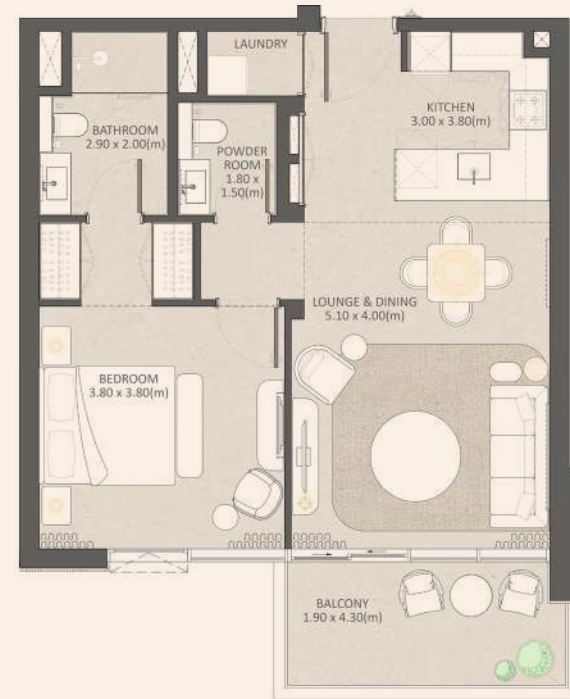 LAUNDRY
KITCHEN
3.00 x 3.80(m)
BATHROOM
2.90 x 2.00(m)
POWDER
ROOM
1.80 x
1.50(m)
LOUNGE & DINING
5.10 x 4.00(m)
BEDROOM
3.80 x 3.80(m)
BALCONY
1.90 x 4.30(m)